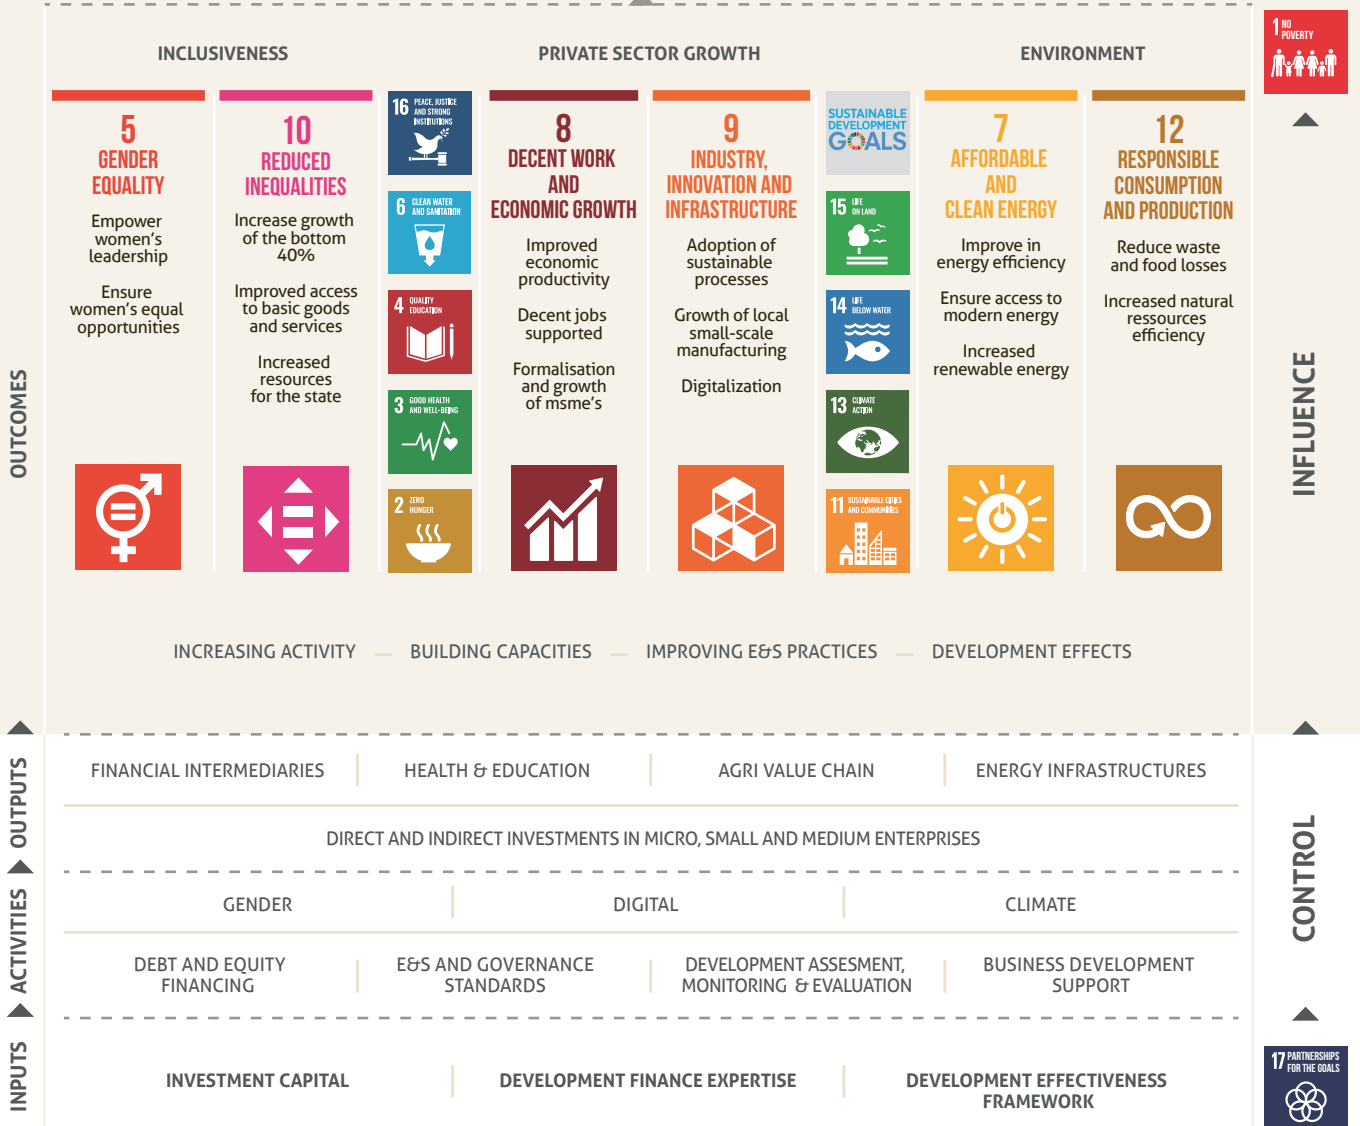 1 NO
POVERTY
INCLUSIVENESS
PRIVATE SECTOR GROWTH
ENVIRONMENT
5
GENDER
EQUALITY
Empower
women's
leadership
Ensure
women's equal
opportunities
10
REDUCED
INEQUALITIES
Increase growth
of the bottom
40%
Improved access
to basic goods
and services
Increased
resources
for the state
16 PEACE, JUSTICE
AND STRONG
INSTITUTIONS
6 CLEAN WATER
AND SANITATION
4 QUALITY
EDUCATION
3 GOOD HEALTH
AND WELL-BEING
2 ZERO
HUNGER
8
DECENT WORK
AND
ECONOMIC GROWTH
Improved
economic
productivity
Decent jobs
supported
Formalisation
and growth
of msme's
9
INDUSTRY,
INNOVATION AND
INFRASTRUCTURE
Adoption of
sustainable
processes
Growth of local
small-scale
manufacturing
Digitalization
SUSTAINABLE
DEVELOPMENT
GOALS
15 LIFE
ON LAND
14 LIFE
BELOW WATER
13 CLIMATE
ACTION
11 SUSTAINABLE CITIES
AND COMMUNITIES
7
AFFORDABLE
AND
CLEAN ENERGY
Improve in
energy efficiency
Ensure access to
modern energy
Increased
renewable energy
12
RESPONSIBLE
CONSUMPTION
AND PRODUCTION
Reduce waste
and food losses
Increased natural
ressources
efficiency
OUTCOMES
INFLUENCE
INCREASING ACTIVITY — BUILDING CAPACITIES — IMPROVING E&S PRACTICES — DEVELOPMENT EFFECTS
OUTPUTS
FINANCIAL INTERMEDIARIES
HEALTH & EDUCATION
AGRI VALUE CHAIN
ENERGY INFRASTRUCTURES
DIRECT AND INDIRECT INVESTMENTS IN MICRO, SMALL AND MEDIUM ENTERPRISES
CONTROL
ACTIVITIES
GENDER
DIGITAL
CLIMATE
DEBT AND EQUITY
FINANCING
E&S AND GOVERNANCE
STANDARDS
DEVELOPMENT ASSESMENT,
MONITORING & EVALUATION
BUSINESS DEVELOPMENT
SUPPORT
INPUTS
INVESTMENT CAPITAL
DEVELOPMENT FINANCE EXPERTISE
DEVELOPMENT EFFECTIVENESS
FRAMEWORK
17 PARTNERSHIPS
FOR THE GOALS